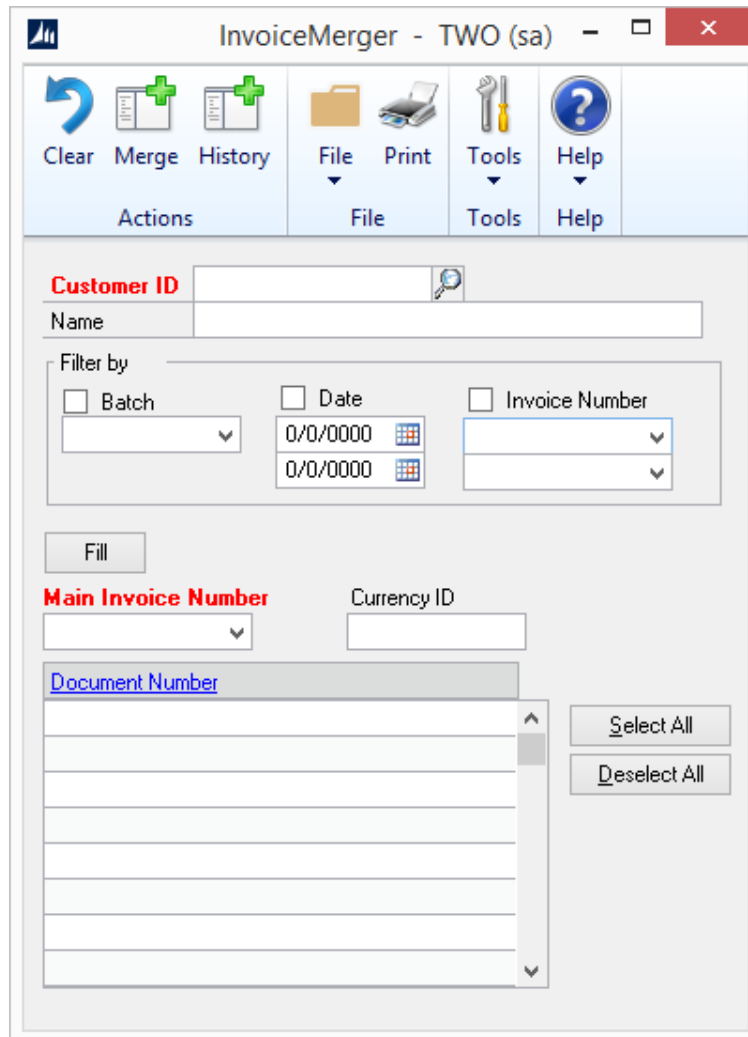 InvoiceMerger - TWO (sa)
Clear Merge History File Print Tools Help
Actions File Tools Help
Customer ID
Name
Filter by
Batch Date Invoice Number
0/0/0000
0/0/0000
Fill
Main Invoice Number Currency ID
Document Number
Select All
Deselect All